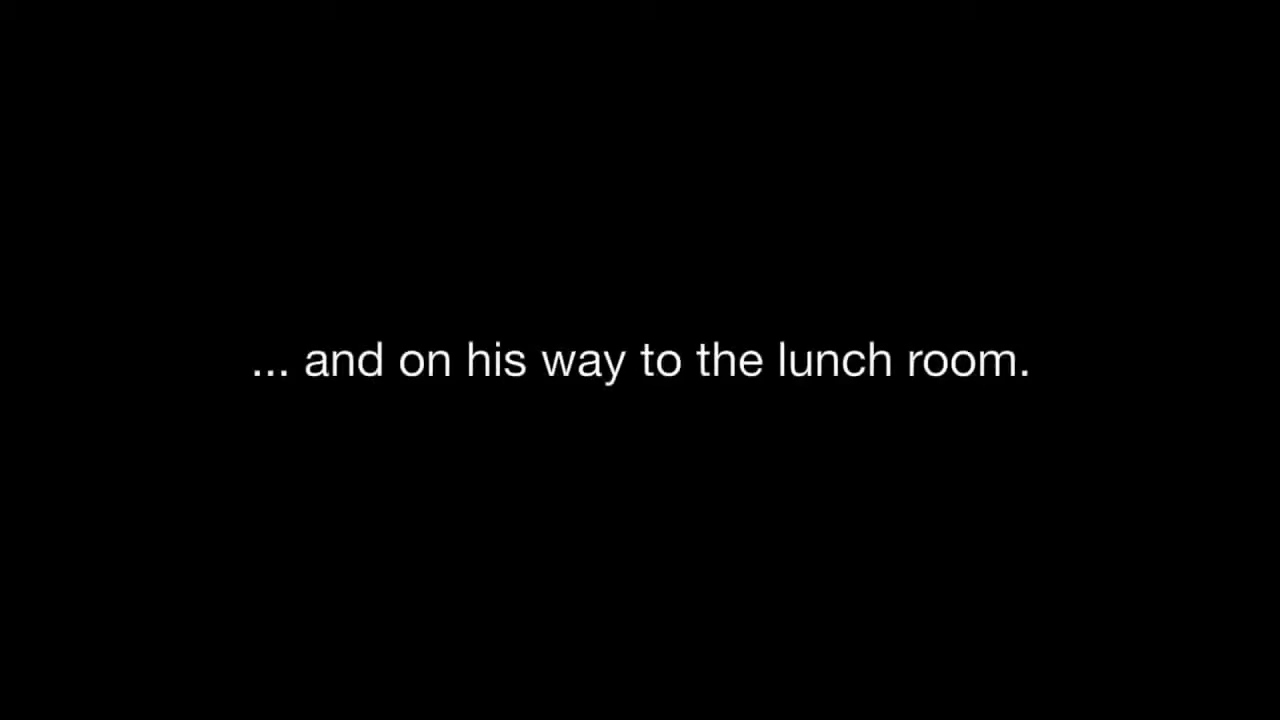 ... and on his way to the lunch room.